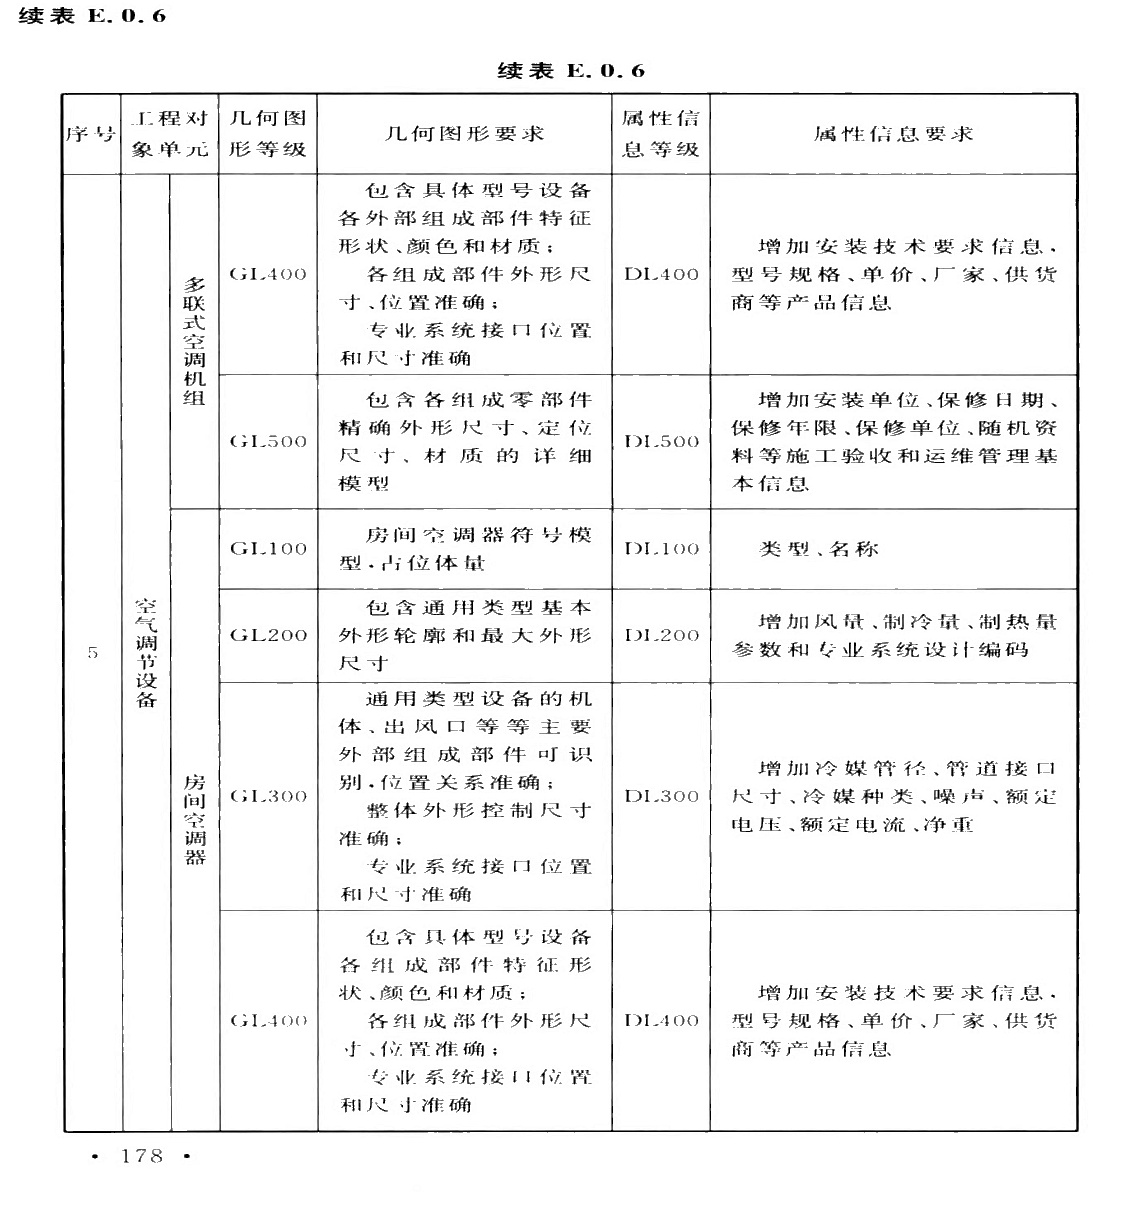 续表 E. 0. 6
续表 E. 0. 6
序号
工程对
象单元
几何图
形等级
几何图形要求
属性信
息等级
属性信息要求
5
空气调节设备
多联式空调机组
GL400
包含具体型号设备
各外部组成部件特征
形状、颜色和材质；
各组成部件外形尺
寸、位置准确；
专业系统接口位置
和尺寸准确
DL400
增加安装技术要求信息，
型号规格、单价、厂家、供货
商等产品信息
GL500
包含各组成零部件
精确外形尺寸、定位
尺寸、材质的详细
模型
DL500
增加安装单位、保修日期、
保修年限、保修单位、随机资
料等施工验收和运维管理基
本信息
房间空调器
GL100
房间空调器符号模
型，占位体量
DL100
类型、名称
GL200
包含通用类型基本
外形轮廓和最大外形
尺寸
DL200
增加风量、制冷量、制热量
参数和专业系统设计编码
GL300
通用类型设备的机
体、出风口等等主要
外部组成部件可识
别，位置关系准确；
整体外形控制尺寸
准确；
专业系统接口位置
和尺寸准确
DL300
增加冷媒管径、管道接口
尺寸、冷媒种类、噪声、额定
电压、额定电流、净重
GL400
包含具体型号设备
各组成部件特征形
状、颜色和材质；
各组成部件外形尺
寸、位置准确；
专业系统接口位置
和尺寸准确
DL400
增加安装技术要求信息，
型号规格、单价、厂家、供货
商等产品信息
· 178 ·